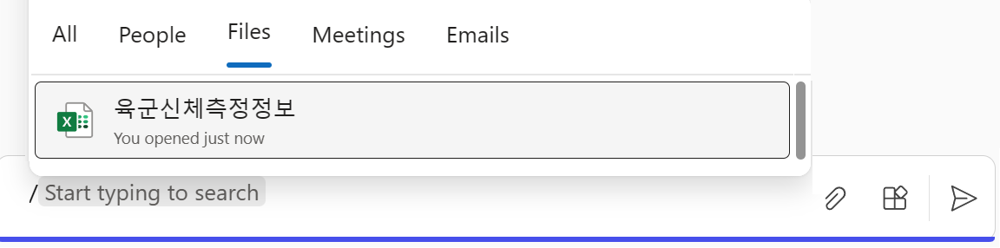 All People Files Meetings Emails
육군신체측정정보
You opened just now
/ Start typing to search